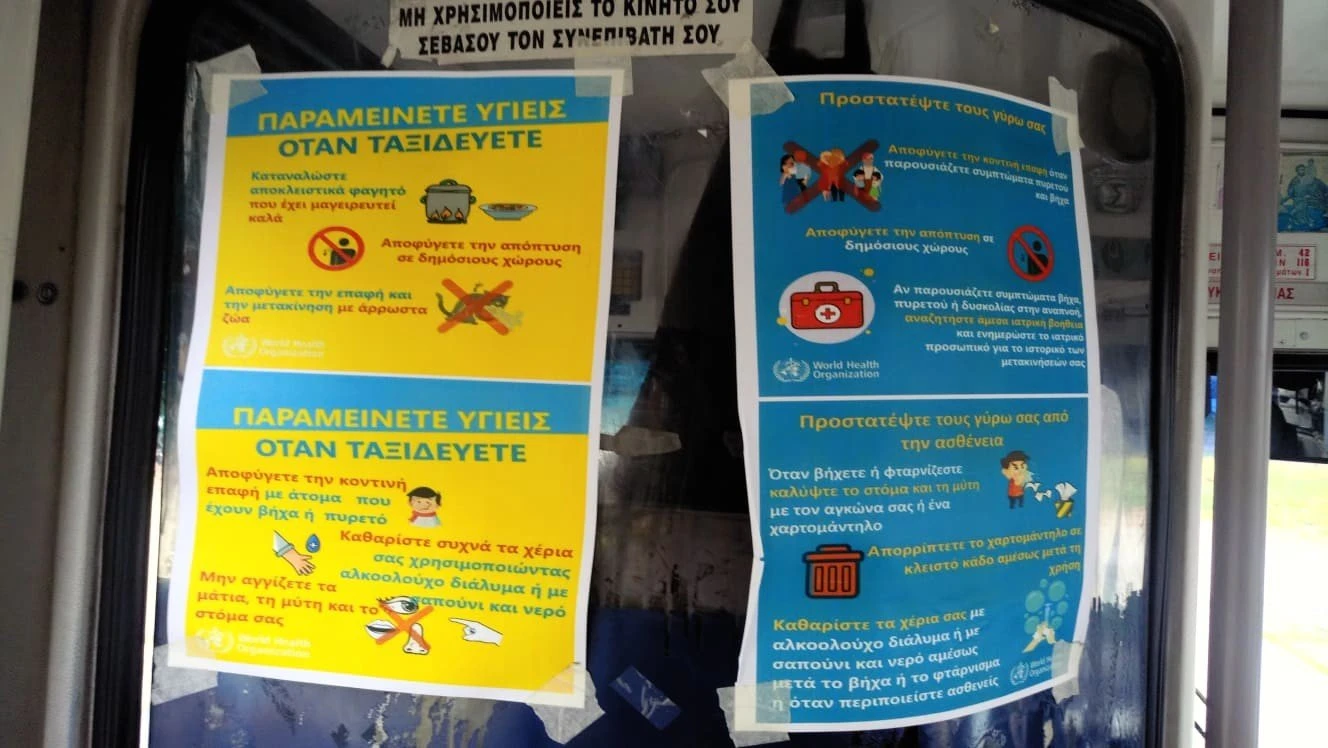 ΜΗ ΧΡΗΣΙΜΟΠΟΙΕΙΣ ΤΟ ΚΙΝΗΤΟ ΣΟΥ
ΣΕΒΑΣΟΥ ΤΟΝ ΣΥΝΕΠΙΒΑΤΗ ΣΟΥ
ΠΑΡΑΜΕΙΝΕΤΕ ΥΓΙΕΙΣ
ΟΤΑΝ ΤΑΞΙΔΕΥΕΤΕ
Καταναλώστε
αποκλειστικά φαγητό
που έχει μαγειρευτεί
καλά
Αποφύγετε την απόπτυση
σε δημόσιους χώρους
Αποφύγετε την επαφή και
την μετακίνηση με άρρωστα
ζώα
World Health
Organization
ΠΑΡΑΜΕΙΝΕΤΕ ΥΓΙΕΙΣ
ΟΤΑΝ ΤΑΞΙΔΕΥΕΤΕ
Αποφύγετε την κοντινή
επαφή με άτομα που
έχουν βήχα ή πυρετό
Καθαρίστε συχνά τα χέρια
σας χρησιμοποιώντας
αλκοολούχο διάλυμα ή με
σαπούνι και νερό
Μην αγγίζετε τα
μάτια, τη μύτη και το
στόμα σας
World Health
Organization
Προστατέψτε τους γύρω σας
Αποφύγετε την κοντινή επαφή όταν
παρουσιάζετε συμπτώματα πυρετού
και βήχα
Αποφύγετε την απόπτυση σε
δημόσιους χώρους
Αν παρουσιάζετε συμπτώματα βήχα,
πυρετού ή δυσκολίας στην αναπνοή,
αναζητήστε άμεσα ιατρική βοήθεια
και ενημερώστε το ιατρικό
προσωπικό για το ιστορικό των
μετακινήσεών σας
World Health
Organization
Προστατέψτε τους γύρω σας από
την ασθένεια
Όταν βήχετε ή φταρνίζεστε
καλύψτε το στόμα και τη μύτη
με τον αγκώνα σας ή ένα
χαρτομάντηλο
Απορρίπτετε το χαρτομάντηλο σε
κλειστό κάδο αμέσως μετά τη
χρήση
Καθαρίστε τα χέρια σας με
αλκοολούχο διάλυμα ή με
σαπούνι και νερό αμέσως
μετά το βήχα ή το φτάρνισμα
η όταν περιποιείστε ασθενείς
World
Μ. 42
Ν 116